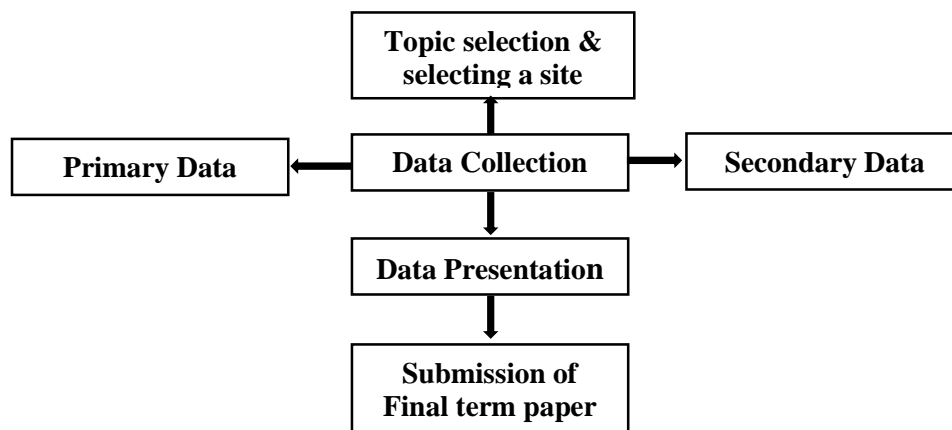 Topic selection &
selecting a site
Primary Data
Data Collection
Secondary Data
Data Presentation
Submission of
Final term paper